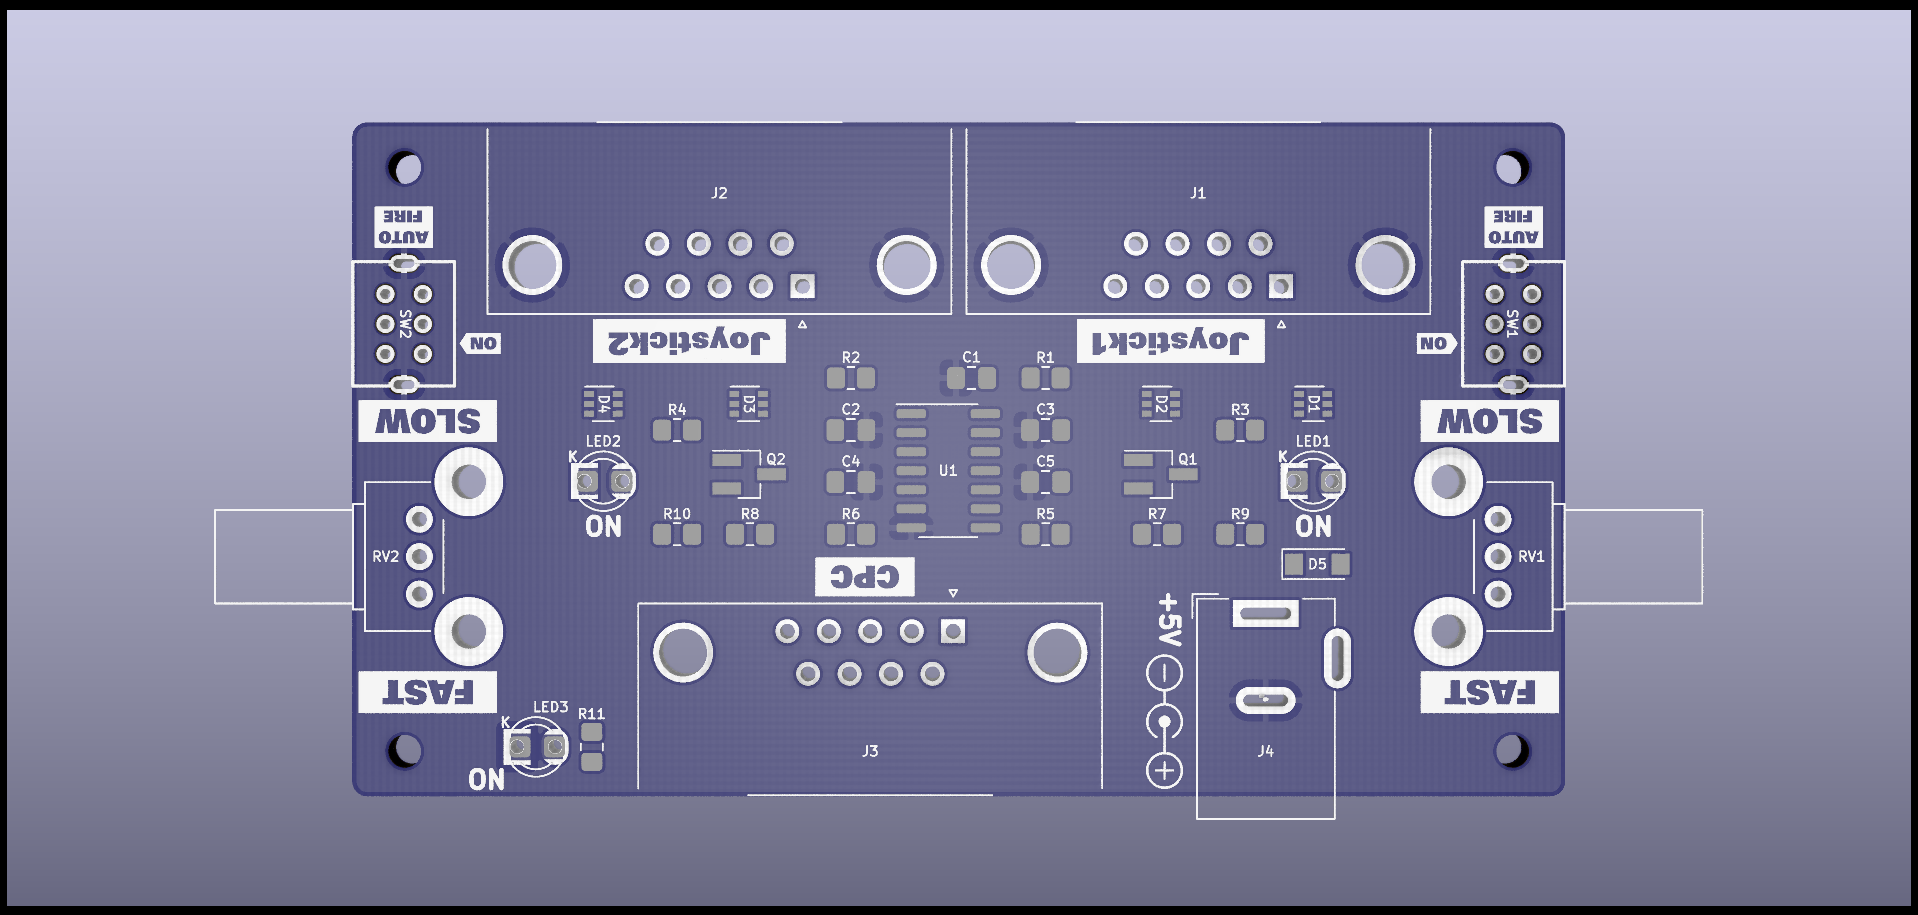 J2
J1
AUTO
FIRE
AUTO
FIRE
SW2
ON
Joystick2
Joystick1
ON
SW1
R2
C1
R1
SLOW
D4
D3
C2
C3
D2
D1
SLOW
R4
R3
LED2
LED1
K
Q2
C4
U1
C5
Q1
K
ON
R10
R8
R6
R5
R7
R9
ON
RV2
CPC
D5
RV1
+5V
FAST
FAST
LED3
R11
K
J3
J4
ON